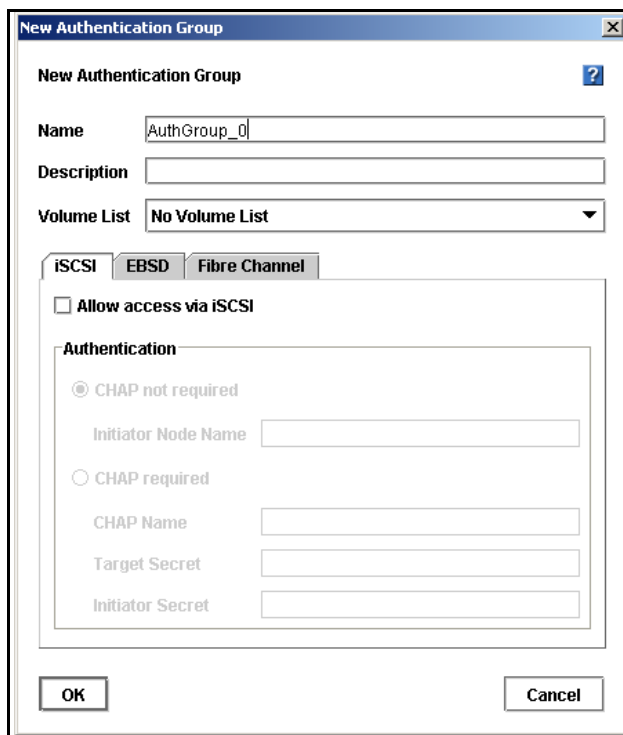 New Authentication Group
New Authentication Group
Name AuthGroup_0
Description
Volume List No Volume List
iSCSI EBSD Fibre Channel
Allow access via iSCSI
Authentication
CHAP not required
Initiator Node Name
CHAP required
CHAP Name
Target Secret
Initiator Secret
OK Cancel